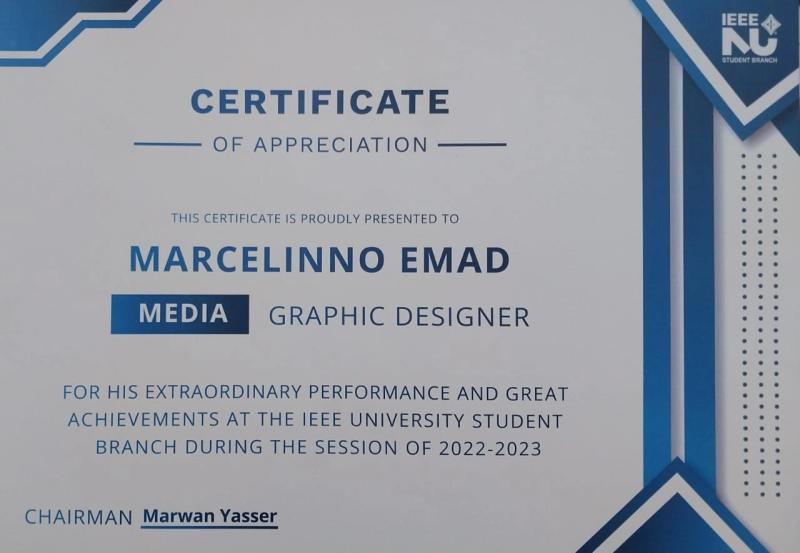 IEEE
NU
STUDENT BRANCH
CERTIFICATE
OF APPRECIATION
THIS CERTIFICATE IS PROUDLY PRESENTED TO
MARCELINNO EMAD
MEDIA GRAPHIC DESIGNER
FOR HIS EXTRAORDINARY PERFORMANCE AND GREAT
ACHIEVEMENTS AT THE IEEE UNIVERSITY STUDENT
BRANCH DURING THE SESSION OF 2022-2023
CHAIRMAN Marwan Yasser